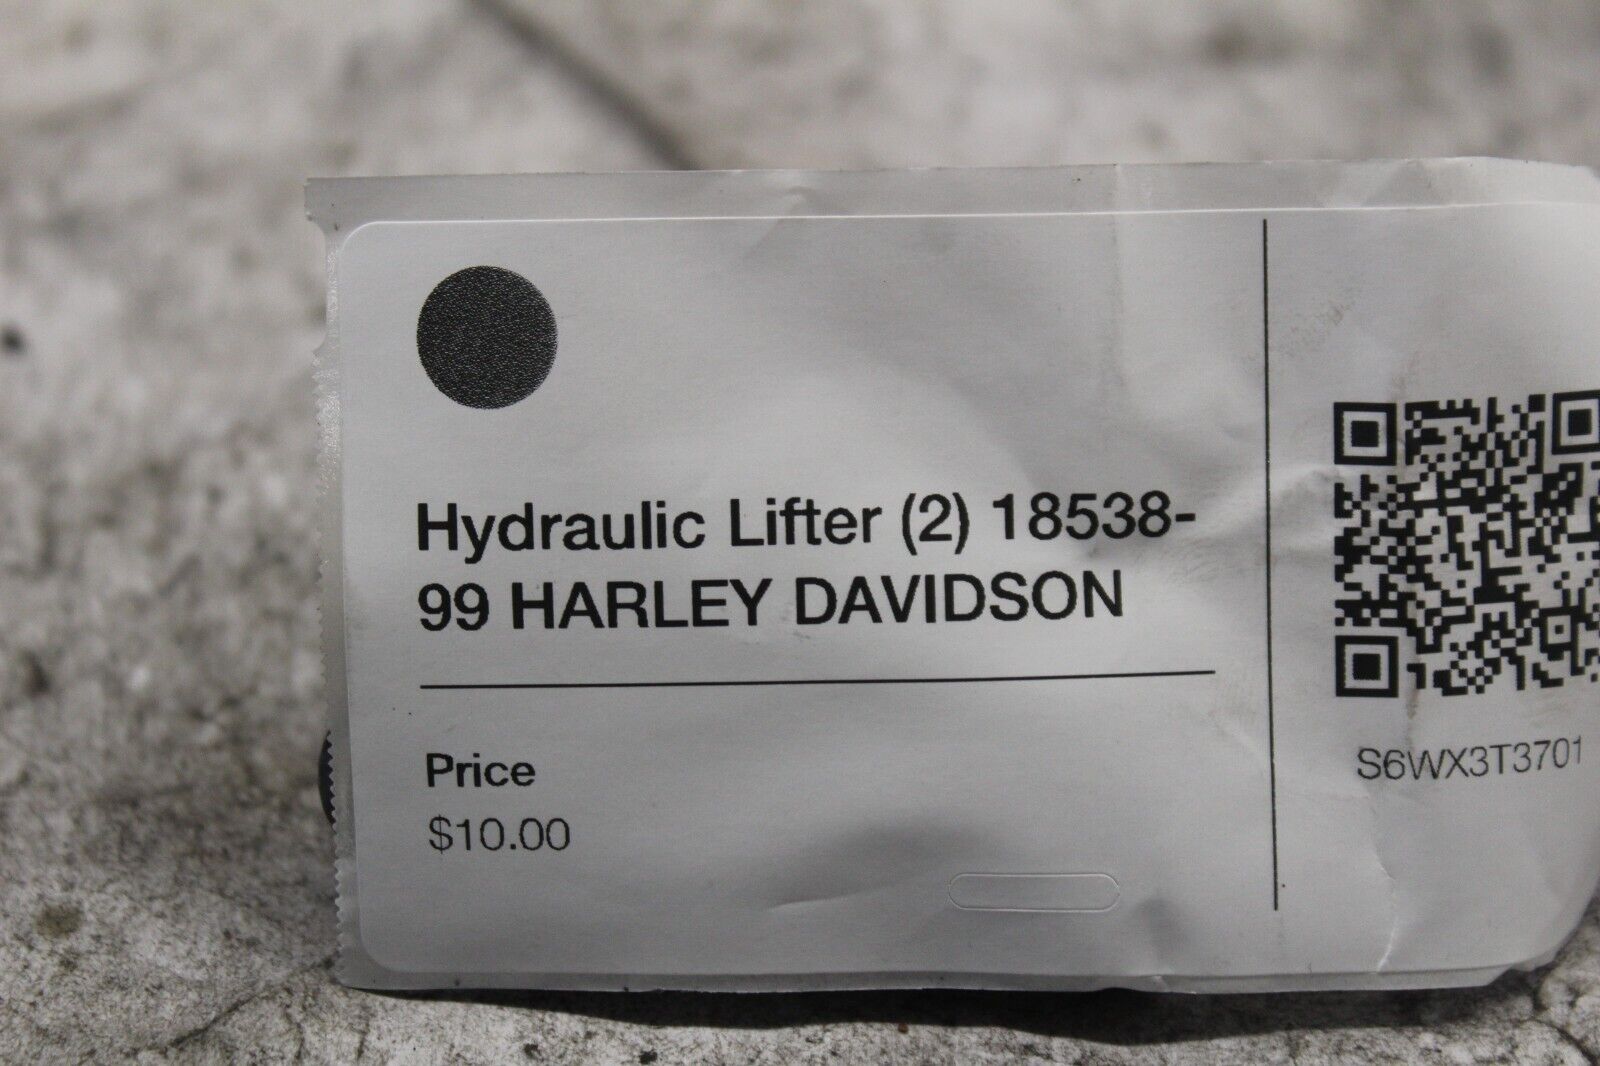 Hydraulic Lifter (2) 18538-
99 HARLEY DAVIDSON
Price
$10.00
S6WX3T3701